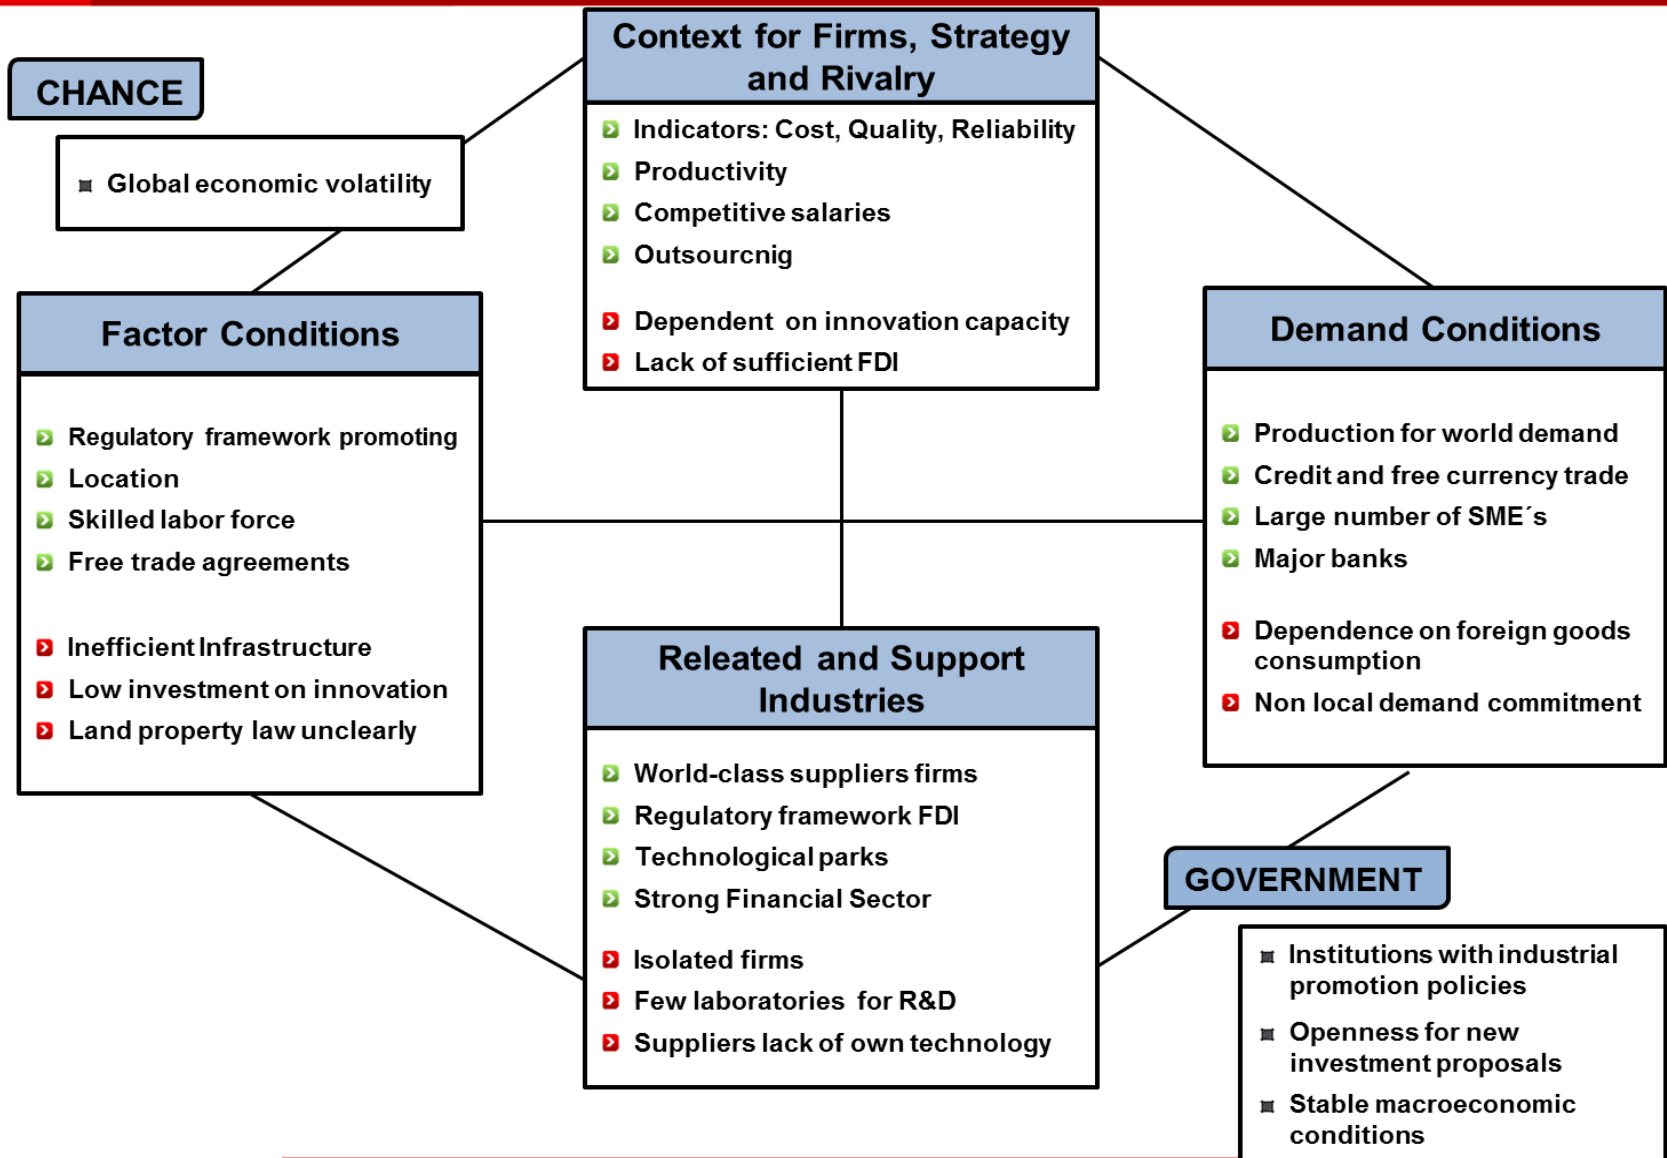 Context for Firms, Strategy
and Rivalry
Indicators: Cost, Quality, Reliability
Productivity
Competitive salaries
Outsourcnig
Dependent on innovation capacity
Lack of sufficient FDI
CHANCE
Global economic volatility
Factor Conditions
Regulatory framework promoting
Location
Skilled labor force
Free trade agreements
Inefficient Infrastructure
Low investment on innovation
Land property law unclearly
Demand Conditions
Production for world demand
Credit and free currency trade
Large number of SME´s
Major banks
Dependence on foreign goods
consumption
Non local demand commitment
Releated and Support
Industries
World-class suppliers firms
Regulatory framework FDI
Technological parks
Strong Financial Sector
Isolated firms
Few laboratories for R&D
Suppliers lack of own technology
GOVERNMENT
Institutions with industrial
promotion policies
Openness for new
investment proposals
Stable macroeconomic
conditions